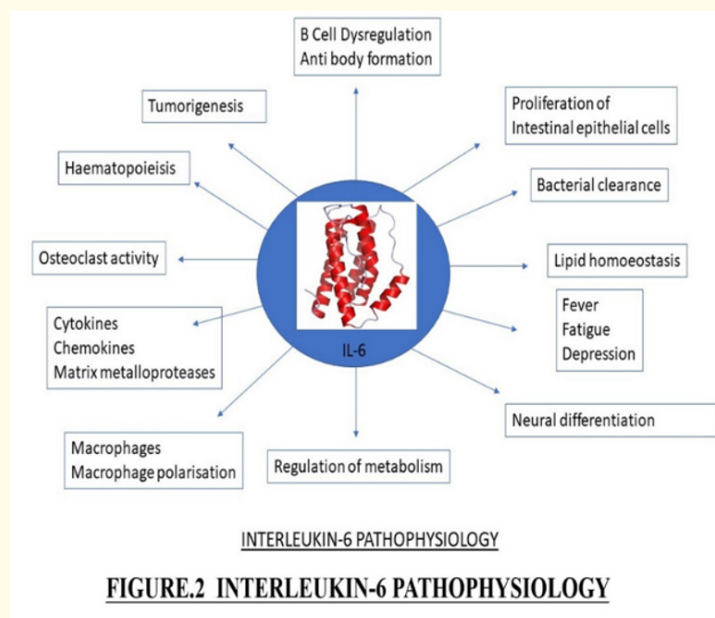 B Cell Dysregulation
Anti body formation
Tumorigenesis
Proliferation of
Intestinal epithelial cells
Haematopoieisis
Bacterial clearance
Osteoclast activity
Lipid homoeostasis
Cytokines
Chemokines
Matrix metalloproteases
IL-6
Fever
Fatigue
Depression
Neural differentiation
Macrophages
Macrophage polarisation
Regulation of metabolism
INTERLEUKIN-6 PATHOPHYSIOLOGY
FIGURE.2 INTERLEUKIN-6 PATHOPHYSIOLOGY